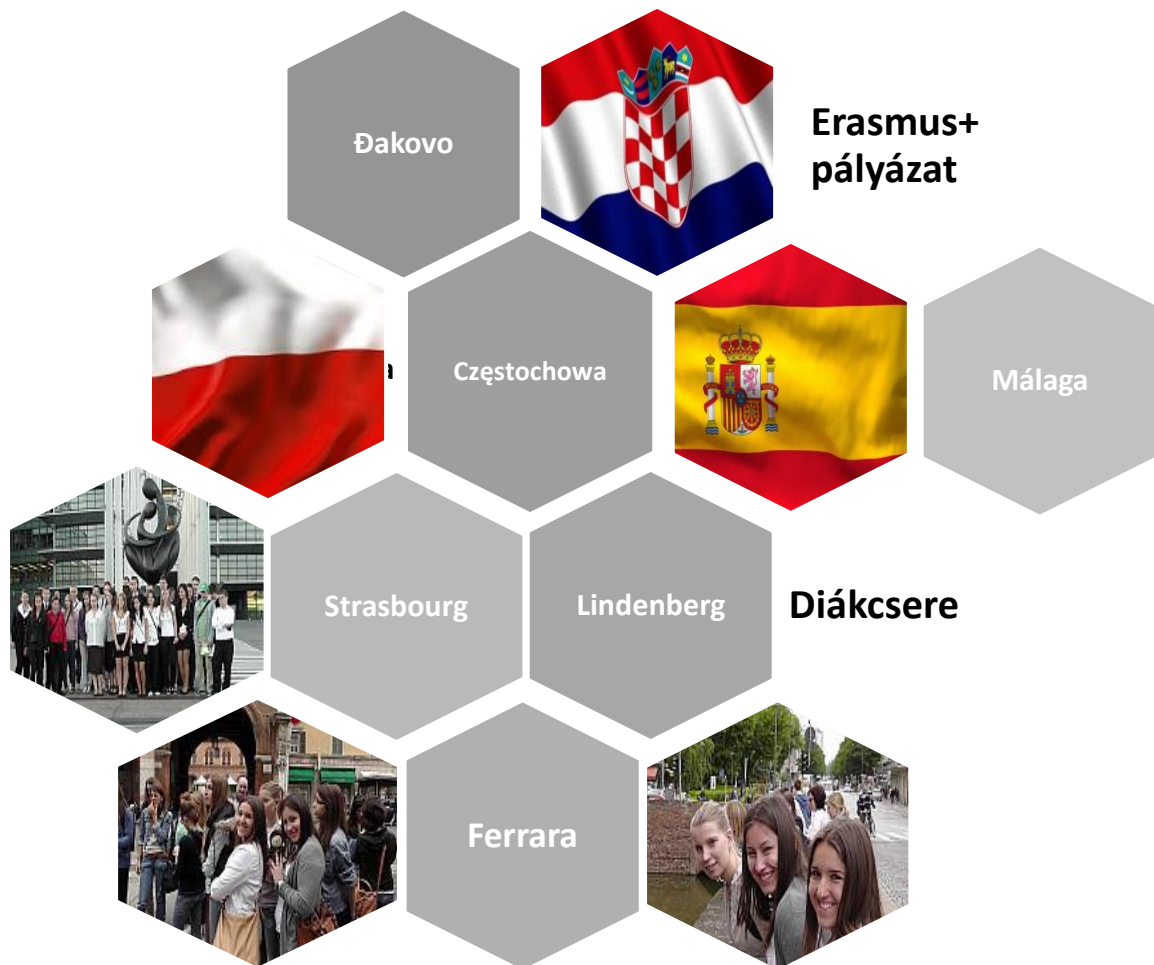 Đakovo
Erasmus+
pályázat
a
Częstochowa
Málaga
Strasbourg
Lindenberg
Diákcsere
Ferrara